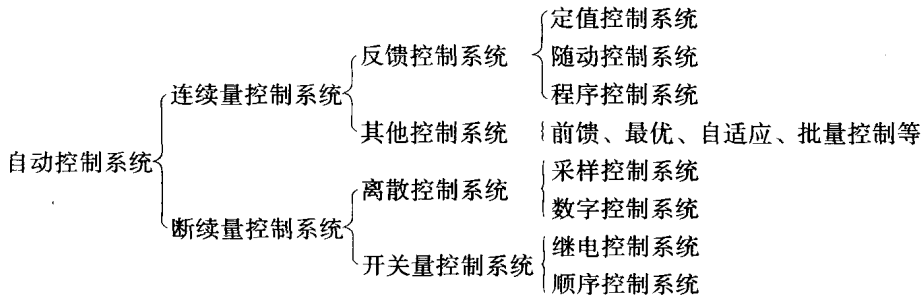 定值控制系统
反馈控制系统
随动控制系统
连续量控制系统
程序控制系统
其他控制系统
前馈、最优、自适应、批量控制等
自动控制系统
采样控制系统
离散控制系统
数字控制系统
断续量控制系统
继电控制系统
开关量控制系统
顺序控制系统